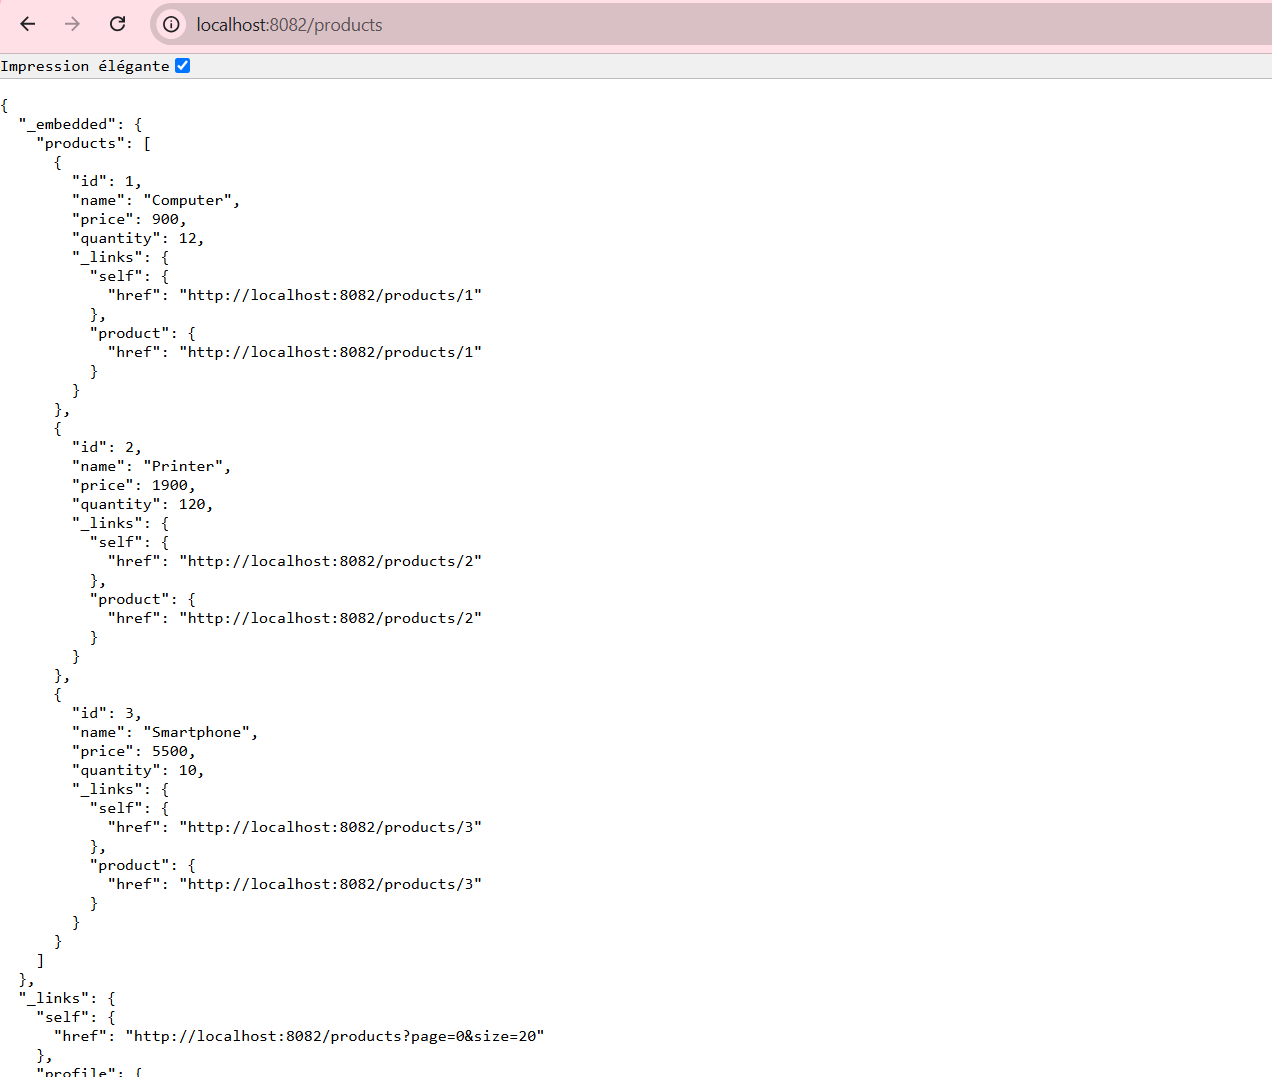 localhost:8082/products
Impression élégante
{
  "_embedded": {
    "products": [
      {
        "id": 1,
        "name": "Computer",
        "price": 900,
        "quantity": 12,
        "_links": {
          "self": {
            "href": "http://localhost:8082/products/1"
          },
          "product": {
            "href": "http://localhost:8082/products/1"
          }
        }
      },
      {
        "id": 2,
        "name": "Printer",
        "price": 1900,
        "quantity": 120,
        "_links": {
          "self": {
            "href": "http://localhost:8082/products/2"
          },
          "product": {
            "href": "http://localhost:8082/products/2"
          }
        }
      },
      {
        "id": 3,
        "name": "Smartphone",
        "price": 5500,
        "quantity": 10,
        "_links": {
          "self": {
            "href": "http://localhost:8082/products/3"
          },
          "product": {
            "href": "http://localhost:8082/products/3"
          }
        }
      }
    ]
  },
  "_links": {
    "self": {
      "href": "http://localhost:8082/products?page=0&size=20"
    },
    "profile": {